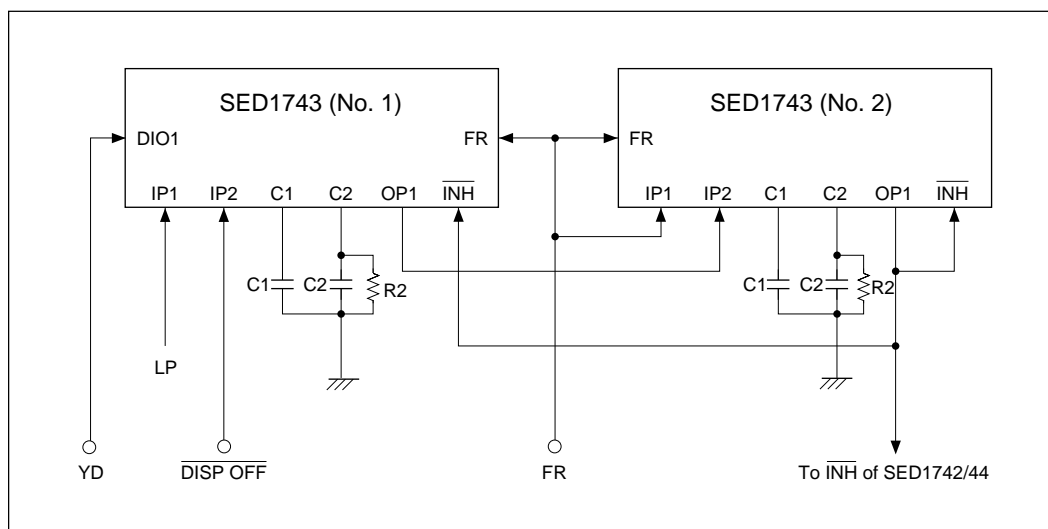 SED1743 (No. 1)
SED1743 (No. 2)
DIO1
FR
FR
IP1 IP2 C1 C2 OP1 INH
IP1 IP2 C1 C2 OP1 INH
C1 C2 R2
C1 C2 R2
LP
YD
DISP OFF
FR
To INH of SED1742/44